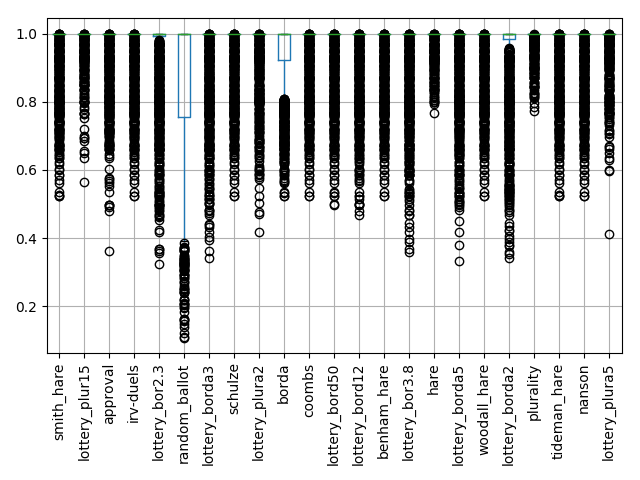 1.0
0.8
0.6
0.4
0.2
smith_hare
lottery_plur15
approval
irv-duels
lottery_bor2.3
random_ballot
lottery_borda3
schulze
lottery_plura2
borda
coombs
lottery_bord50
lottery_bord12
benham_hare
lottery_bor3.8
hare
lottery_borda5
woodall_hare
lottery_borda2
plurality
tideman_hare
nanson
lottery_plura5